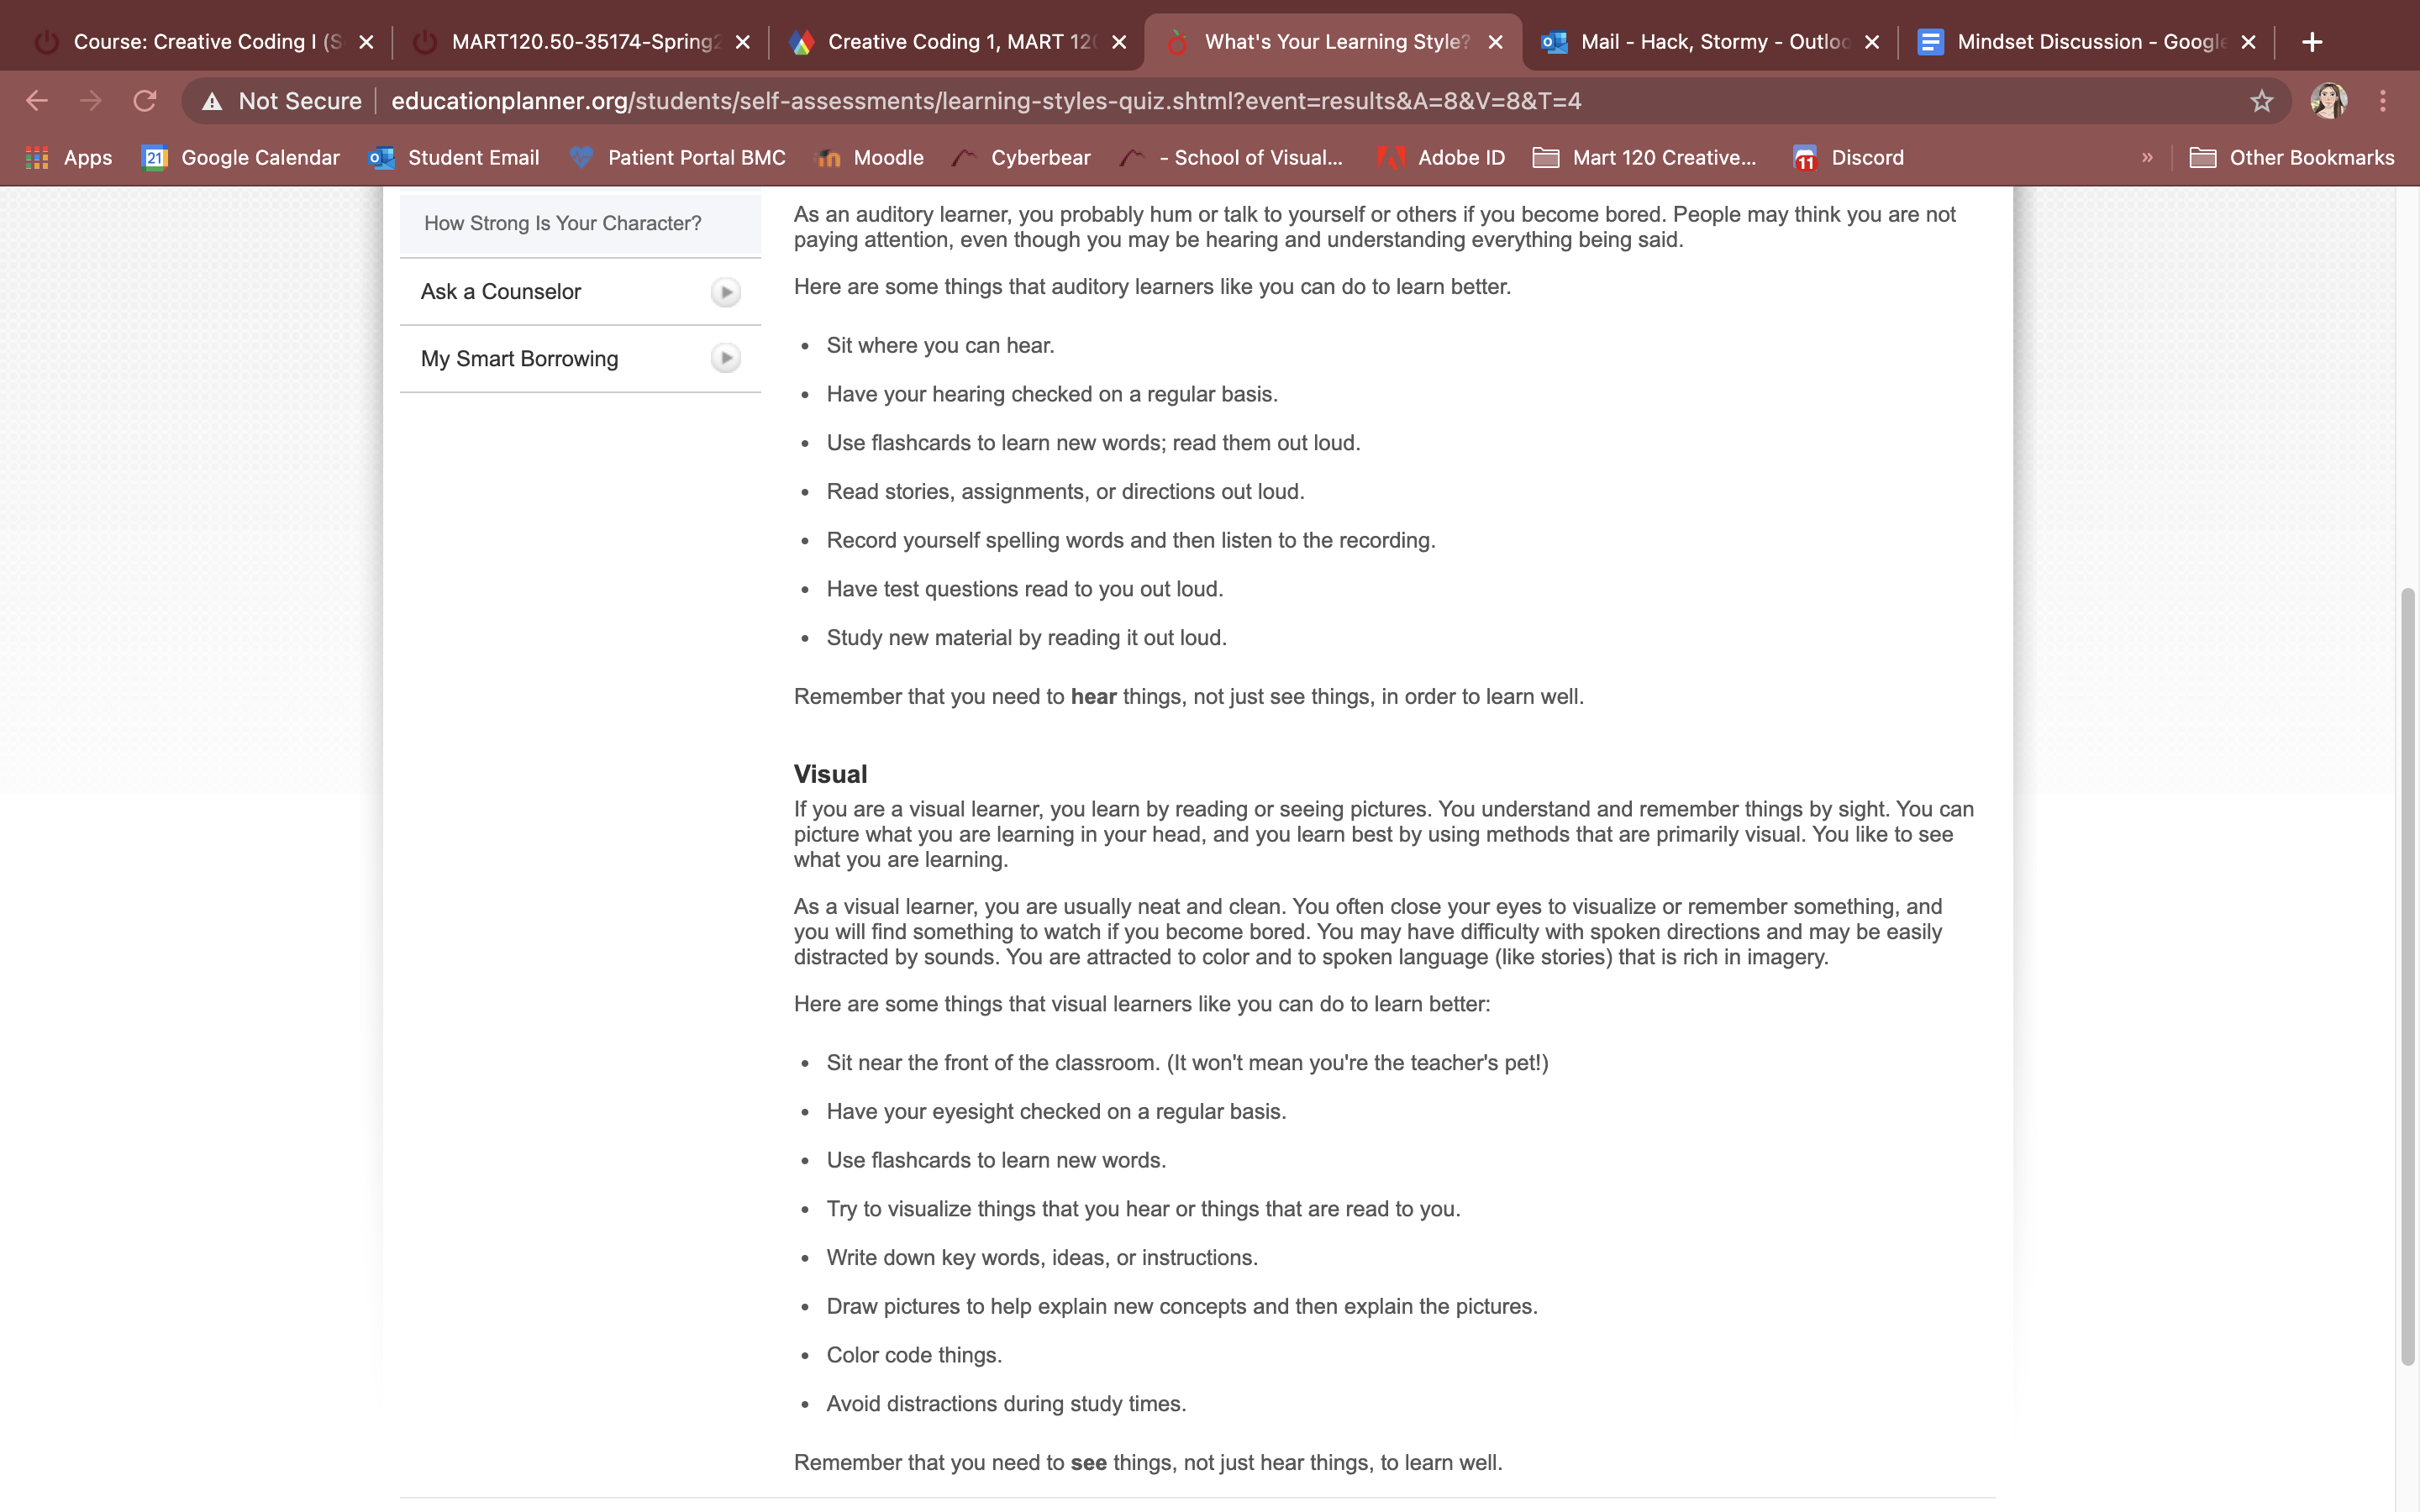 Course: Creative Coding I (S
MART120.50-35174-Spring2
Creative Coding 1, MART 120
What's Your Learning Style?
Mail - Hack, Stormy - Outloo
Mindset Discussion - Google
Not Secure
educationplanner.org/students/self-assessments/learning-styles-quiz.shtml?event=results&A=8&V=8&T=4
Apps
21
Google Calendar
Student Email
Patient Portal BMC
Moodle
Cyberbear
- School of Visual...
Adobe ID
Mart 120 Creative...
11
Discord
»
Other Bookmarks
How Strong Is Your Character?
Ask a Counselor
My Smart Borrowing
As an auditory learner, you probably hum or talk to yourself or others if you become bored. People may think you are not
paying attention, even though you may be hearing and understanding everything being said.
Here are some things that auditory learners like you can do to learn better.
• Sit where you can hear.
• Have your hearing checked on a regular basis.
• Use flashcards to learn new words; read them out loud.
• Read stories, assignments, or directions out loud.
• Record yourself spelling words and then listen to the recording.
• Have test questions read to you out loud.
• Study new material by reading it out loud.
Remember that you need to hear things, not just see things, in order to learn well.
Visual
If you are a visual learner, you learn by reading or seeing pictures. You understand and remember things by sight. You can
picture what you are learning in your head, and you learn best by using methods that are primarily visual. You like to see
what you are learning.
As a visual learner, you are usually neat and clean. You often close your eyes to visualize or remember something, and
you will find something to watch if you become bored. You may have difficulty with spoken directions and may be easily
distracted by sounds. You are attracted to color and to spoken language (like stories) that is rich in imagery.
Here are some things that visual learners like you can do to learn better:
• Sit near the front of the classroom. (It won't mean you're the teacher's pet!)
• Have your eyesight checked on a regular basis.
• Use flashcards to learn new words.
• Try to visualize things that you hear or things that are read to you.
• Write down key words, ideas, or instructions.
• Draw pictures to help explain new concepts and then explain the pictures.
• Color code things.
• Avoid distractions during study times.
Remember that you need to see things, not just hear things, to learn well.